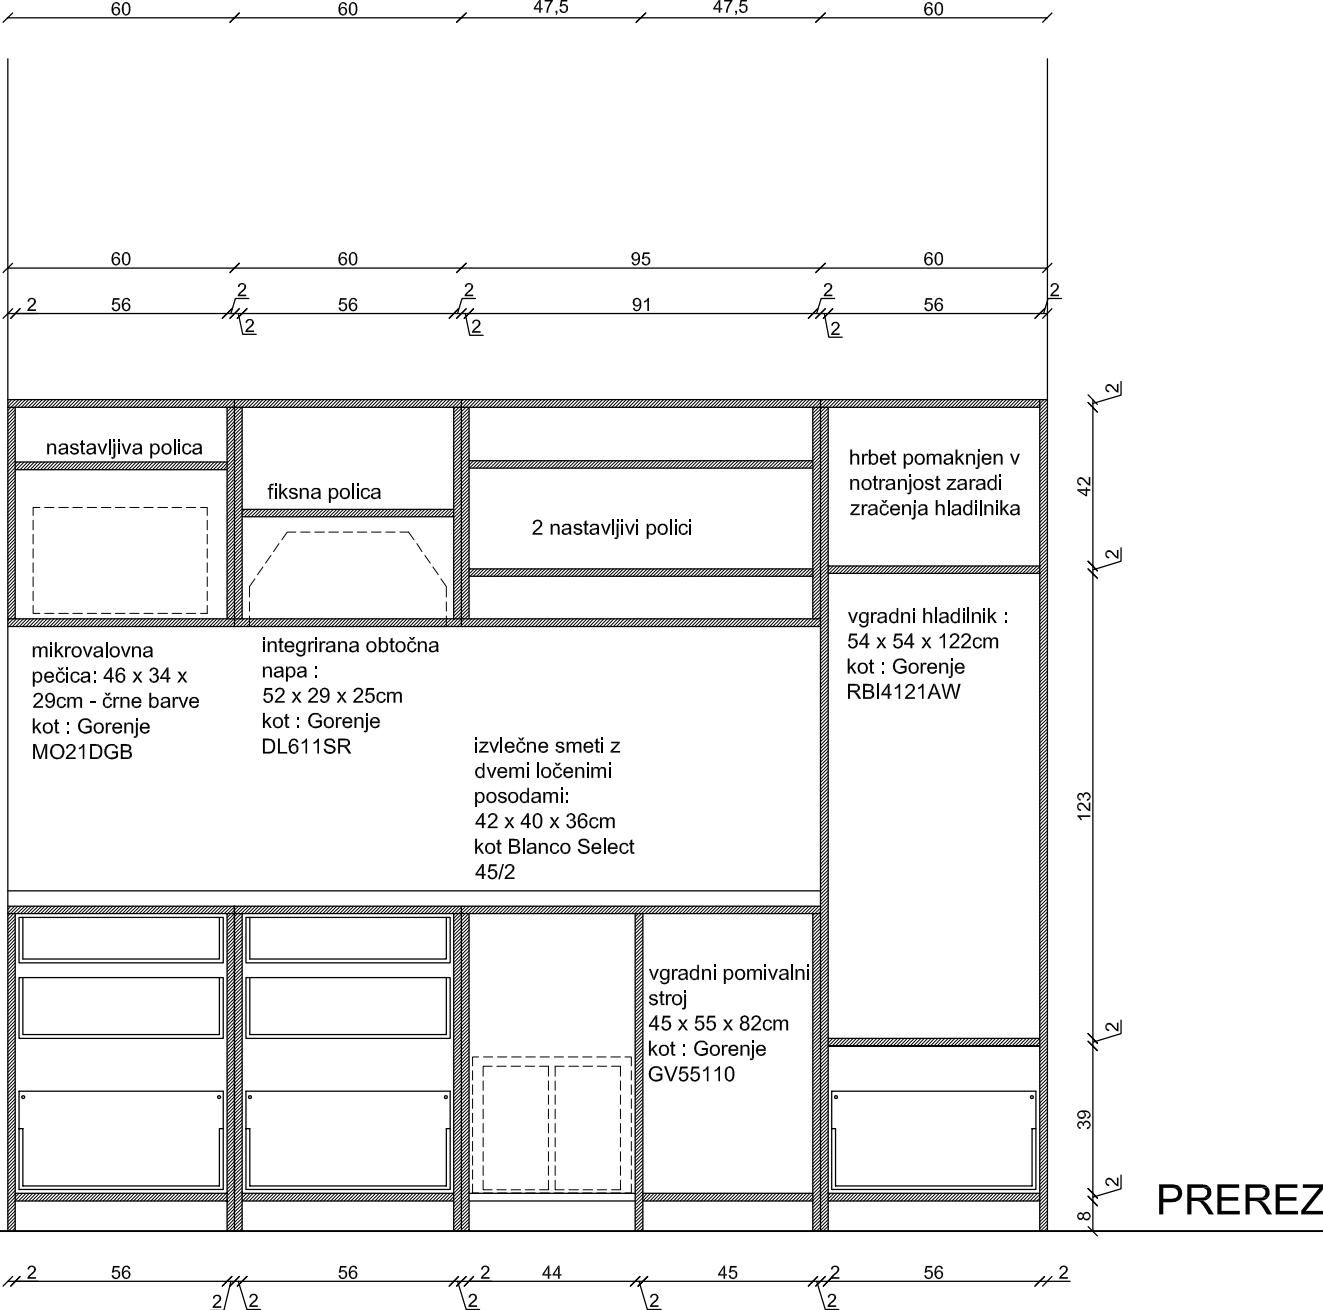 60 60 47,5 47,5 60
60 60 95 60
2 56 2 2 56 2 2 91 2 2 56 2
nastavljiva polica
fiksna polica
2 nastavljivi polici
hrbet pomaknjen v
notranjost zaradi
zračenja hladilnika
mikrovalovna
pečica: 46 x 34 x
29cm - črne barve
kot : Gorenje
MO21DGB
integrirana obtočna
napa :
52 x 29 x 25cm
kot : Gorenje
DL611SR
izvlečne smeti z
dvemi ločenimi
posodami:
42 x 40 x 36cm
kot Blanco Select
45/2
vgradni hladilnik :
54 x 54 x 122cm
kot : Gorenje
RBI4121AW
vgradni pomivalni
stroj
45 x 55 x 82cm
kot : Gorenje
GV55110
2
42
2
123
2
39
2
8
PREREZ
2 56 2 2 56 2 2 44 2 45 2 2 56 2